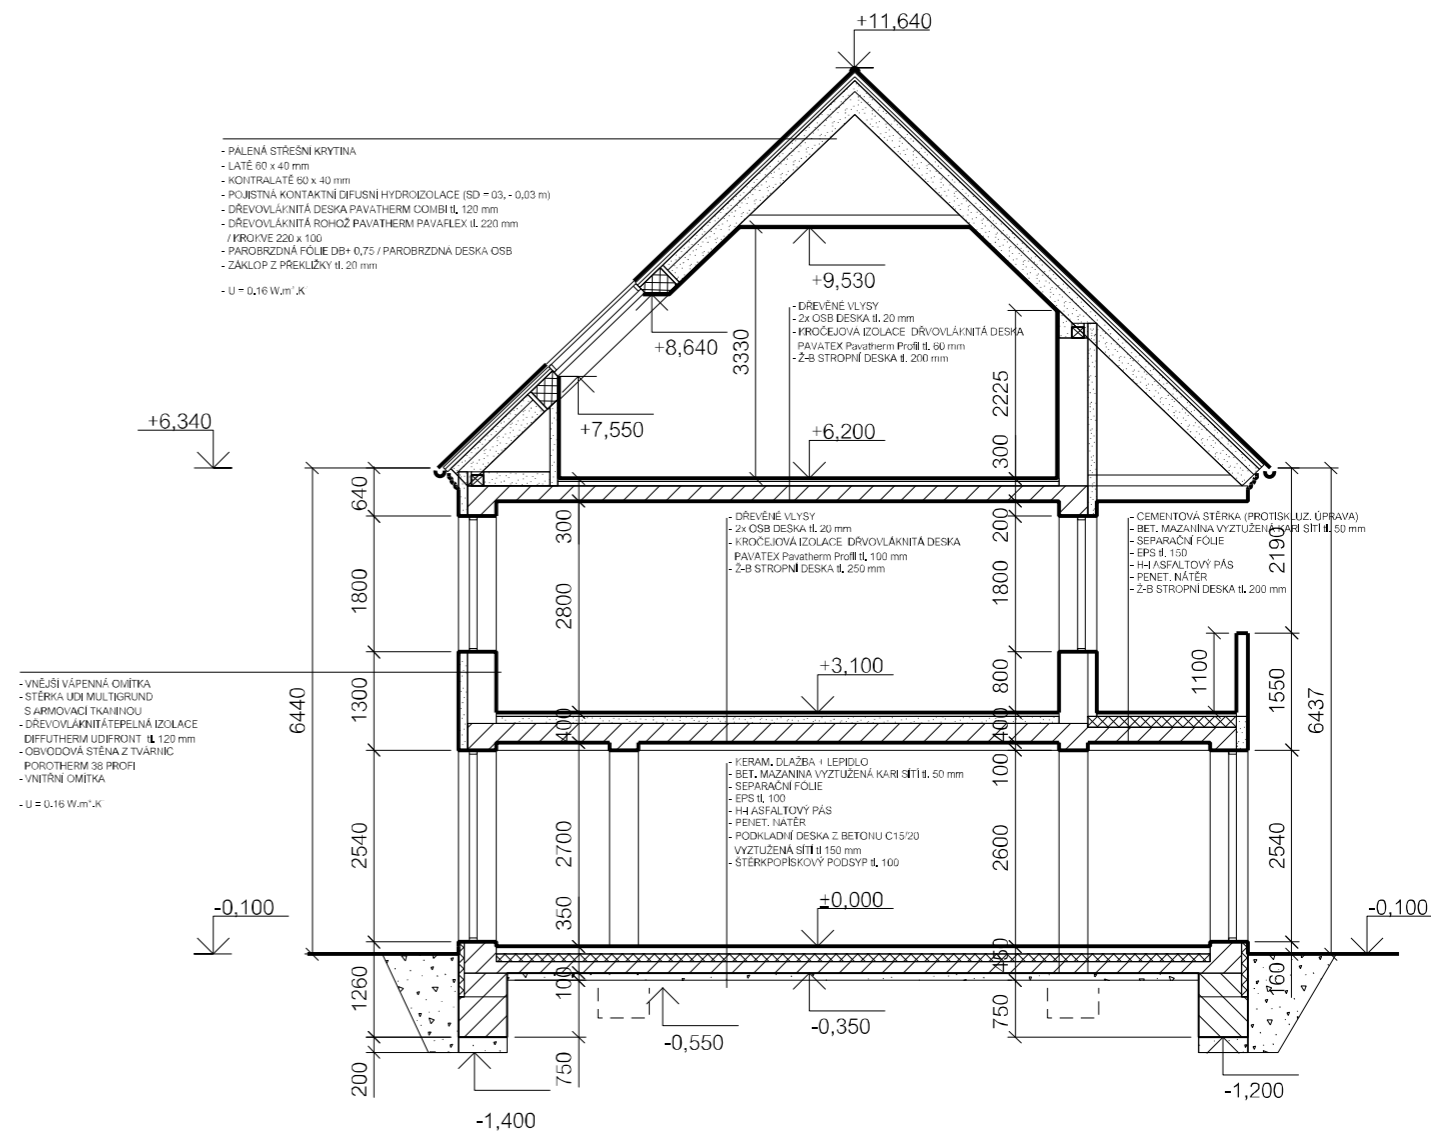 +11,640
- PÁLENÁ STŘEŠNÍ KRYTINA
- LATĚ 60 x 40 mm
- KONTRALATĚ 60 x 40 mm
- POJISTNÁ KONTAKTNÍ DIFUSNÍ HYDROIZOLACE (SD = 03, - 0,03 m)
- DŘEVOVLÁKNITÁ DESKA PAVATHERM COMBI tl. 120 mm
- DŘEVOVLÁKNITÁ ROHOŽ PAVATHERM PAVAFLEX tl. 220 mm
/ KROKVE 220 x 100
- PAROBRZDNÁ FÓLIE DB+ 0,75 / PAROBRZDNÁ DESKA OSB
- ZÁKLOP Z PŘEKLIŽKY tl. 20 mm
- U = 0.16 W.m².K
+9,530
+8,640
3330
- DŘEVĚNÉ VLYSY
- 2x OSB DESKA tl. 20 mm
- KROČEJOVÁ IZOLACE DŘVOVLÁKNITÁ DESKA
PAVATEX Pavatherm Profil tl. 60 mm
- Ž-B STROPNÍ DESKA tl. 200 mm
2225
+7,550
+6,200
300
+6,340
640
300
200
- DŘEVĚNÉ VLYSY
- 2x OSB DESKA tl. 20 mm
- KROČEJOVÁ IZOLACE DŘVOVLÁKNITÁ DESKA
PAVATEX Pavatherm Profil tl. 100 mm
- Ž-B STROPNÍ DESKA tl. 250 mm
- CEMENTOVÁ STĚRKA (PROTISKLUZ. ÚPRAVA)
- BET. MAZANINA VYZTUŽENÁ KARI SÍTÍ tl. 50 mm
- SEPARAČNÍ FÓLIE
- EPS tl. 150
- H-I ASFALTOVÝ PÁS
- PENET. NÁTĚR
- Ž-B STROPNÍ DESKA tl. 200 mm
2190
1800
2800
1800
- VNĚJŠÍ VÁPENNÁ OMÍTKA
- STĚRKA UDI MULTIGRUND
S ARMOVACÍ TKANINOU
- DŘEVOVLÁKNITÁTEPELNÁ IZOLACE
DIFFUTHERM UDIFRONT tl. 120 mm
- OBVODOVÁ STĚNA Z TVÁRNIC
POROTHERM 38 PROFI
- VNITŘNÍ OMÍTKA
- U = 0.16 W.m².K
6440
1300
+3,100
800
1100
1550
6437
400
400
100
- KERAM. DLAŽBA + LEPIDLO
- BET. MAZANINA VYZTUŽENÁ KARI SÍTÍ tl. 50 mm
- SEPARAČNÍ FÓLIE
- EPS tl. 100
- H-I ASFALTOVÝ PÁS
- PENET. NÁTĚR
- PODKLADNÍ DESKA Z BETONU C15/20
VYZTUŽENÁ SÍTÍ tl 150 mm
- ŠTĚRKPOPÍSKOVÝ PODSYP tl. 100
2540
2700
2600
2540
-0,100
350
±0,000
-0,100
1260
100
450
160
750
-0,350
-0,550
200
750
-1,400
-1,200